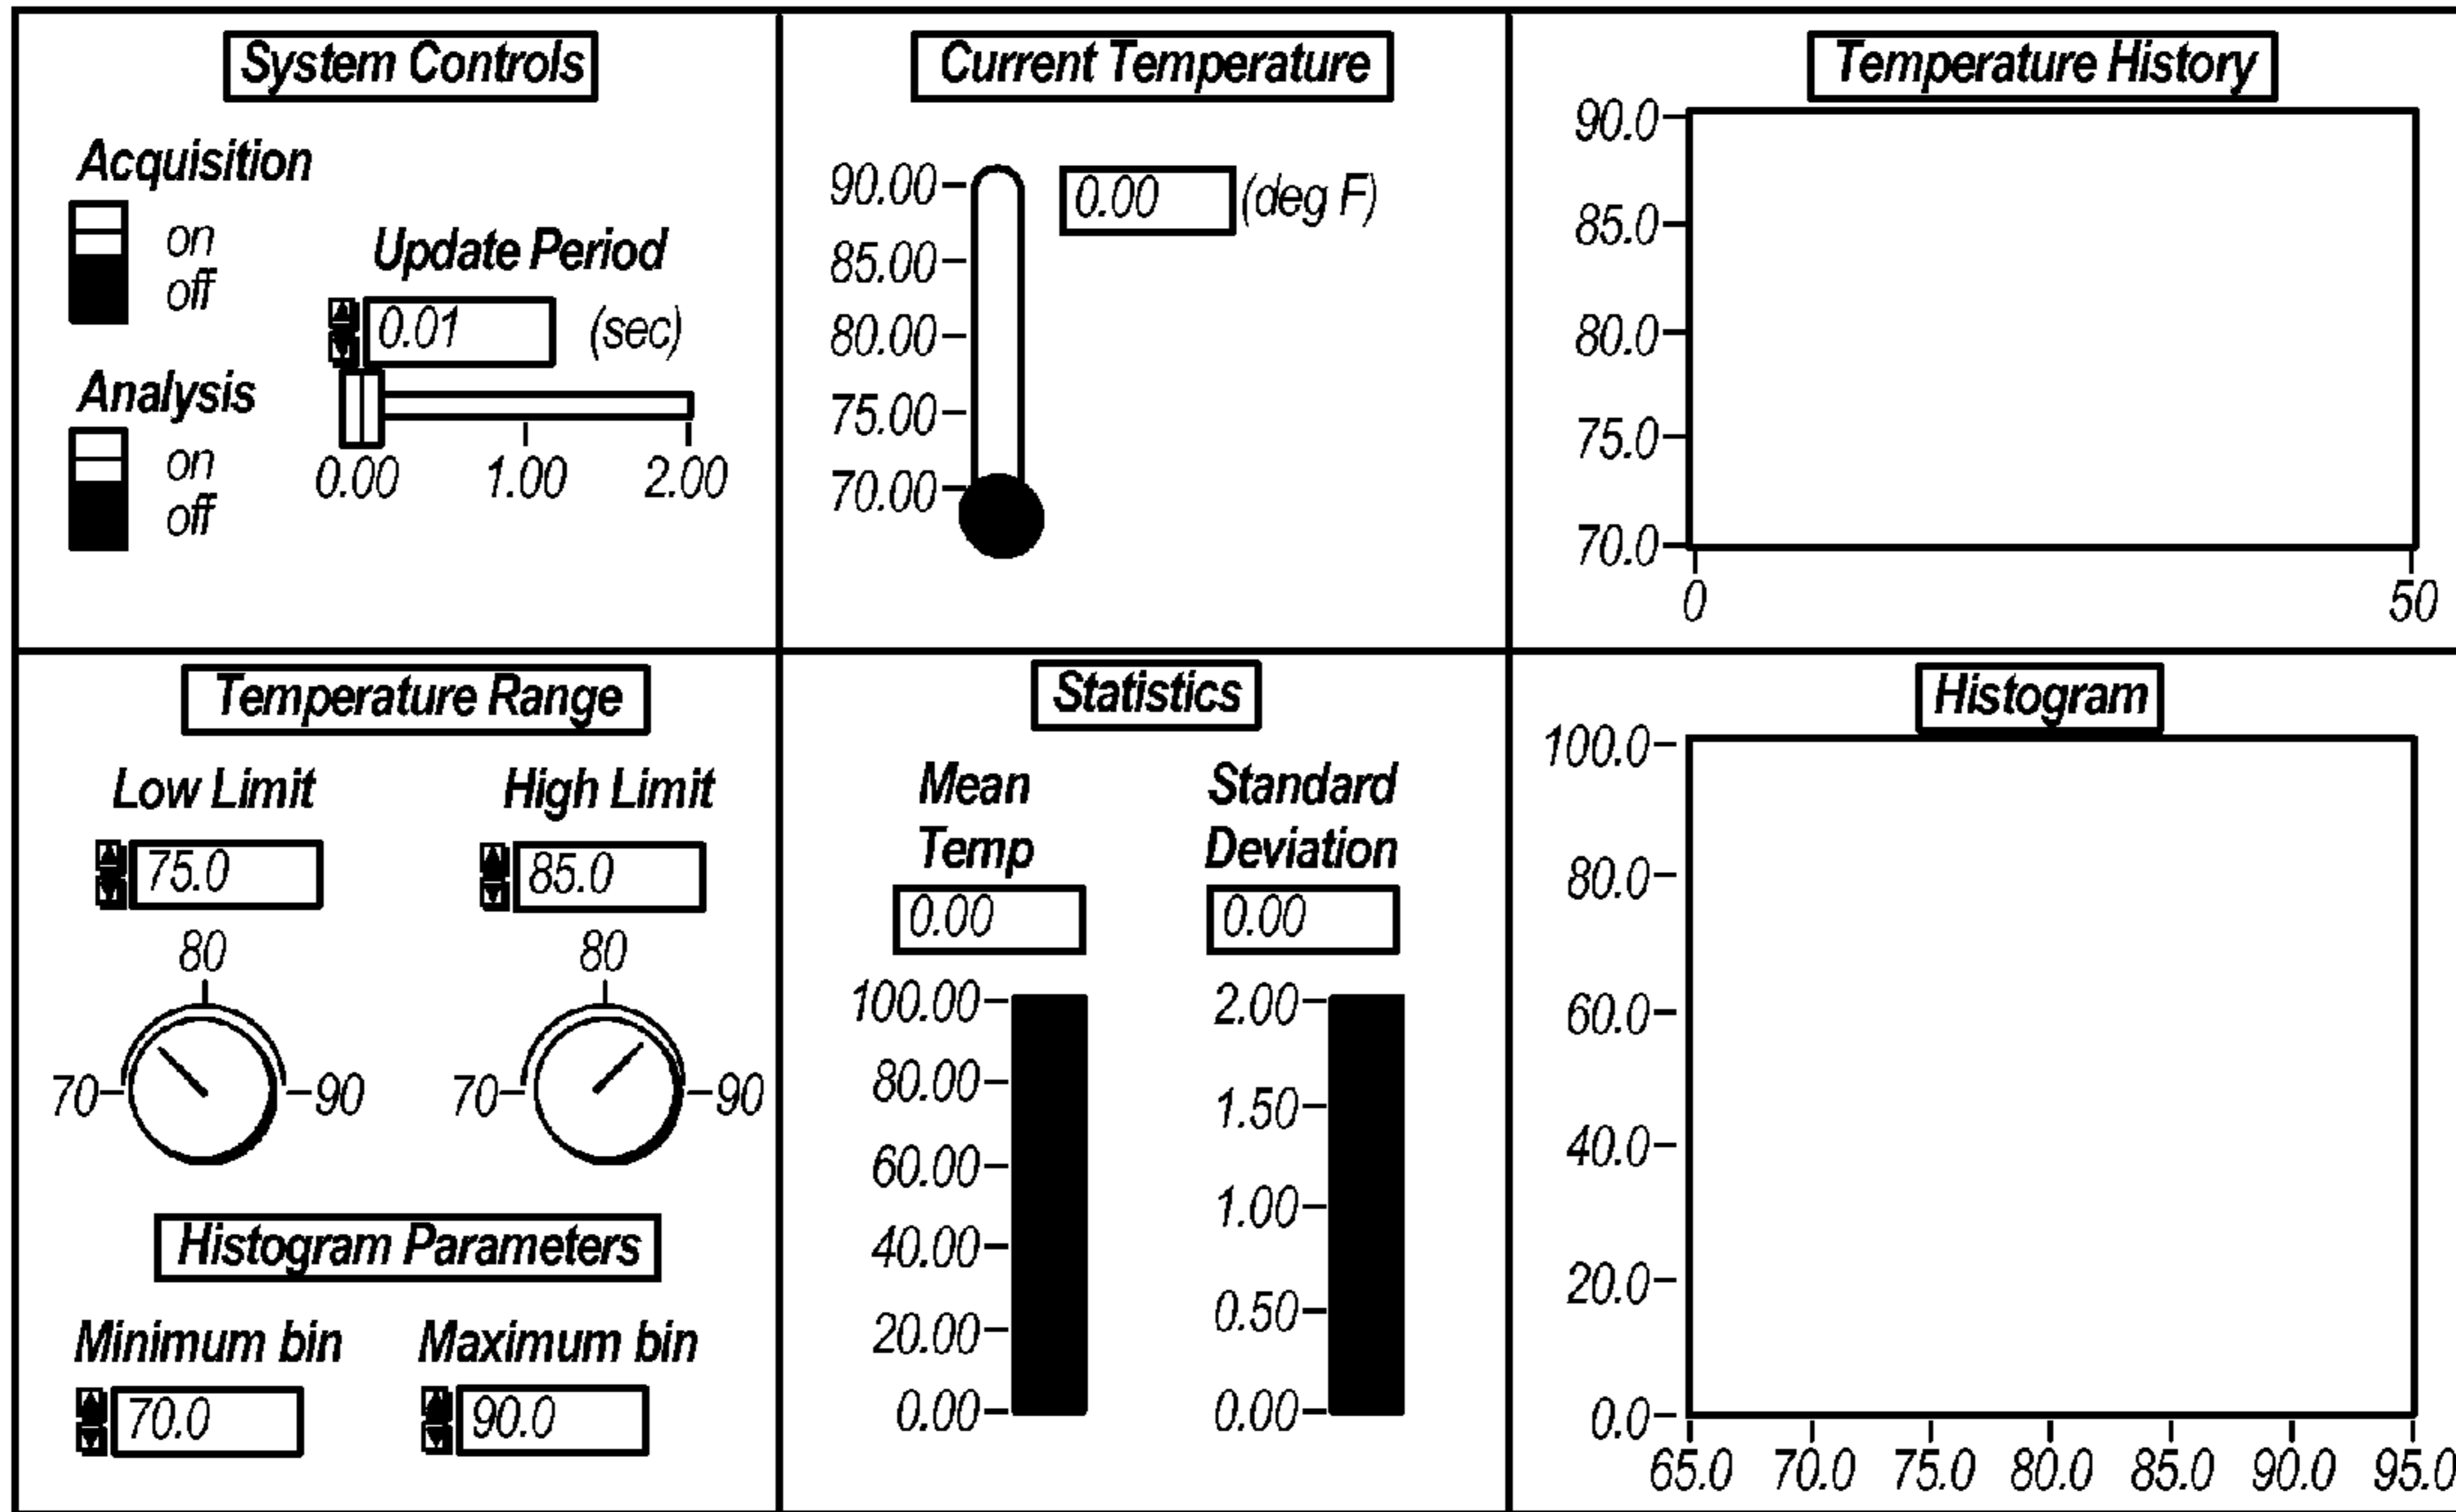 System Controls
Acquisition
on
off
Update Period
0.01 (sec)
Analysis
on
off
0.00 1.00 2.00
Current Temperature
90.00
0.00 (deg F)
85.00
80.00
75.00
70.00
Temperature History
90.0
85.0
80.0
75.0
70.0
0 50
Temperature Range
Low Limit High Limit
75.0 85.0
80 80
70 90 70 90
Histogram Parameters
Minimum bin Maximum bin
70.0 90.0
Statistics
Mean Standard
Temp Deviation
0.00 0.00
100.00 2.00
80.00
1.50
60.00
1.00
40.00
0.50
20.00
0.00 0.00
Histogram
100.0
80.0
60.0
40.0
20.0
0.0
65.0 70.0 75.0 80.0 85.0 90.0 95.0